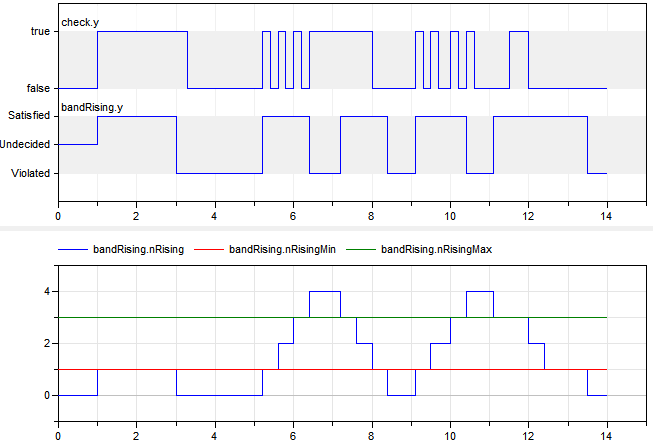 check.y
true
false
bandRising.y
Satisfied
Undecided
Violated
0 2 4 6 8 10 12 14
bandRising.nRising bandRising.nRisingMin bandRising.nRisingMax
4
2
0
0 2 4 6 8 10 12 14